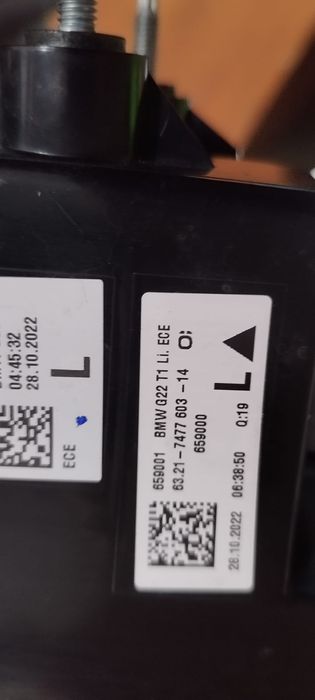 04:45:32
28.10.2022
L
ECE
659001 BMW G22 T1 Li. ECE
63.21-7477 603 -14
659000
L
28.10.2022 06:38:50 Q:19